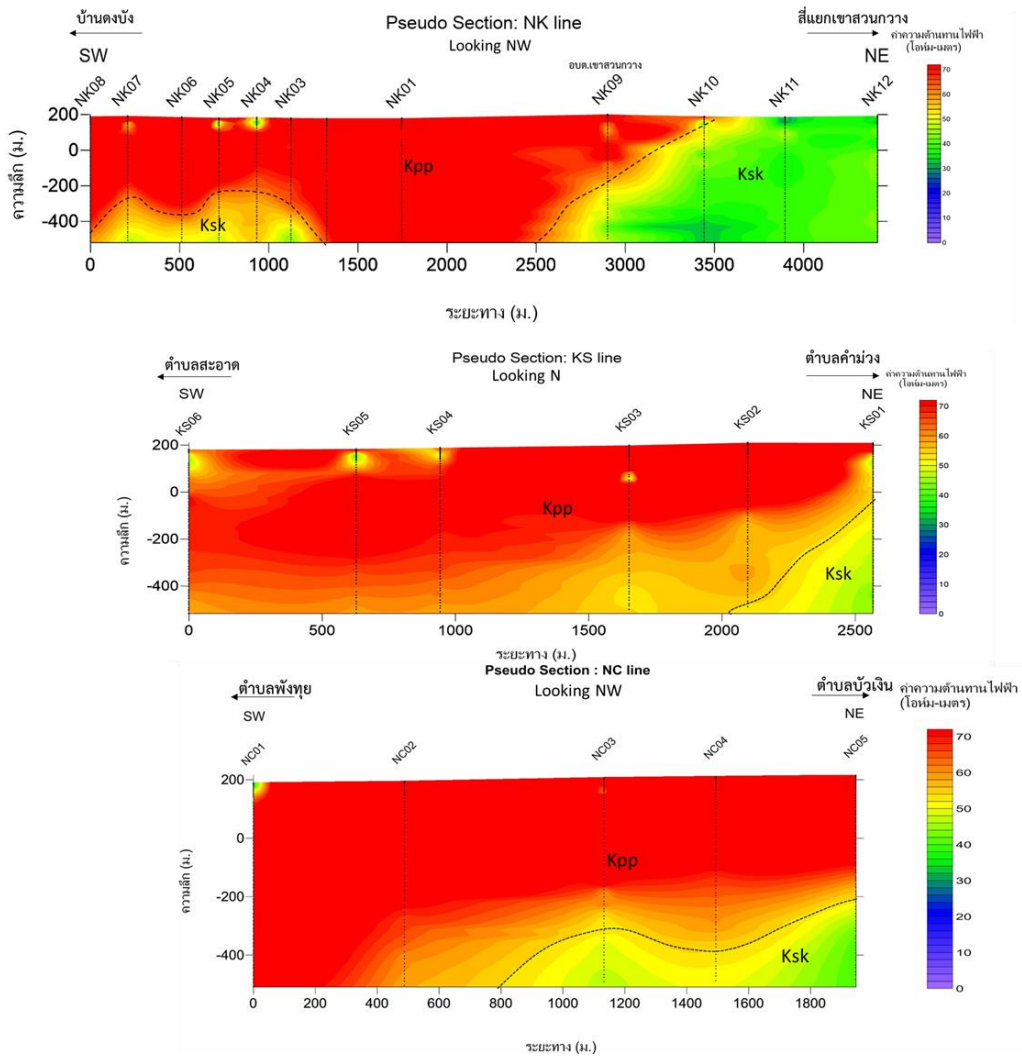 บ้านดงบัง
Pseudo Section: NK line
สี่แยกเขาสวนกวาง
Looking NW
ค่าความต้านทานไฟฟ้า
(โอห์ม-เมตร)
SW
NE
อบต.เขาสวนกวาง
NK08 NK07 NK06 NK05 NK04 NK03 NK01 NK09 NK10 NK11 NK12
200 0 -200 -400
200 0 -200 -400
ความลึก (ม.)
Kpp
Ksk
Ksk
70 60 50 40 30 20 10 0
0 500 1000 1500 2000 2500 3000 3500 4000
ระยะทาง (ม.)
ตำบลสะอาด
Pseudo Section: KS line
ตำบลคำม่วง
Looking N
ค่าความต้านทานไฟฟ้า
(โอห์ม-เมตร)
SW
NE
KS06 KS05 KS04 KS03 KS02 KS01
200 0 -200 -400
ความลึก (ม.)
Kpp
Ksk
70 60 50 40 30 20 10 0
0 500 1000 1500 2000 2500
ระยะทาง (ม.)
Pseudo Section : NC line
ตำบลพังทุย
Looking NW
ตำบลบัวเงิน
ค่าความต้านทานไฟฟ้า
(โอห์ม-เมตร)
SW
NE
NC01 NC02 NC03 NC04 NC05
200 0 -200 -400
ความลึก (ม.)
Kpp
Ksk
70 60 50 40 30 20 10 0
0 200 400 600 800 1000 1200 1400 1600 1800
ระยะทาง (ม.)